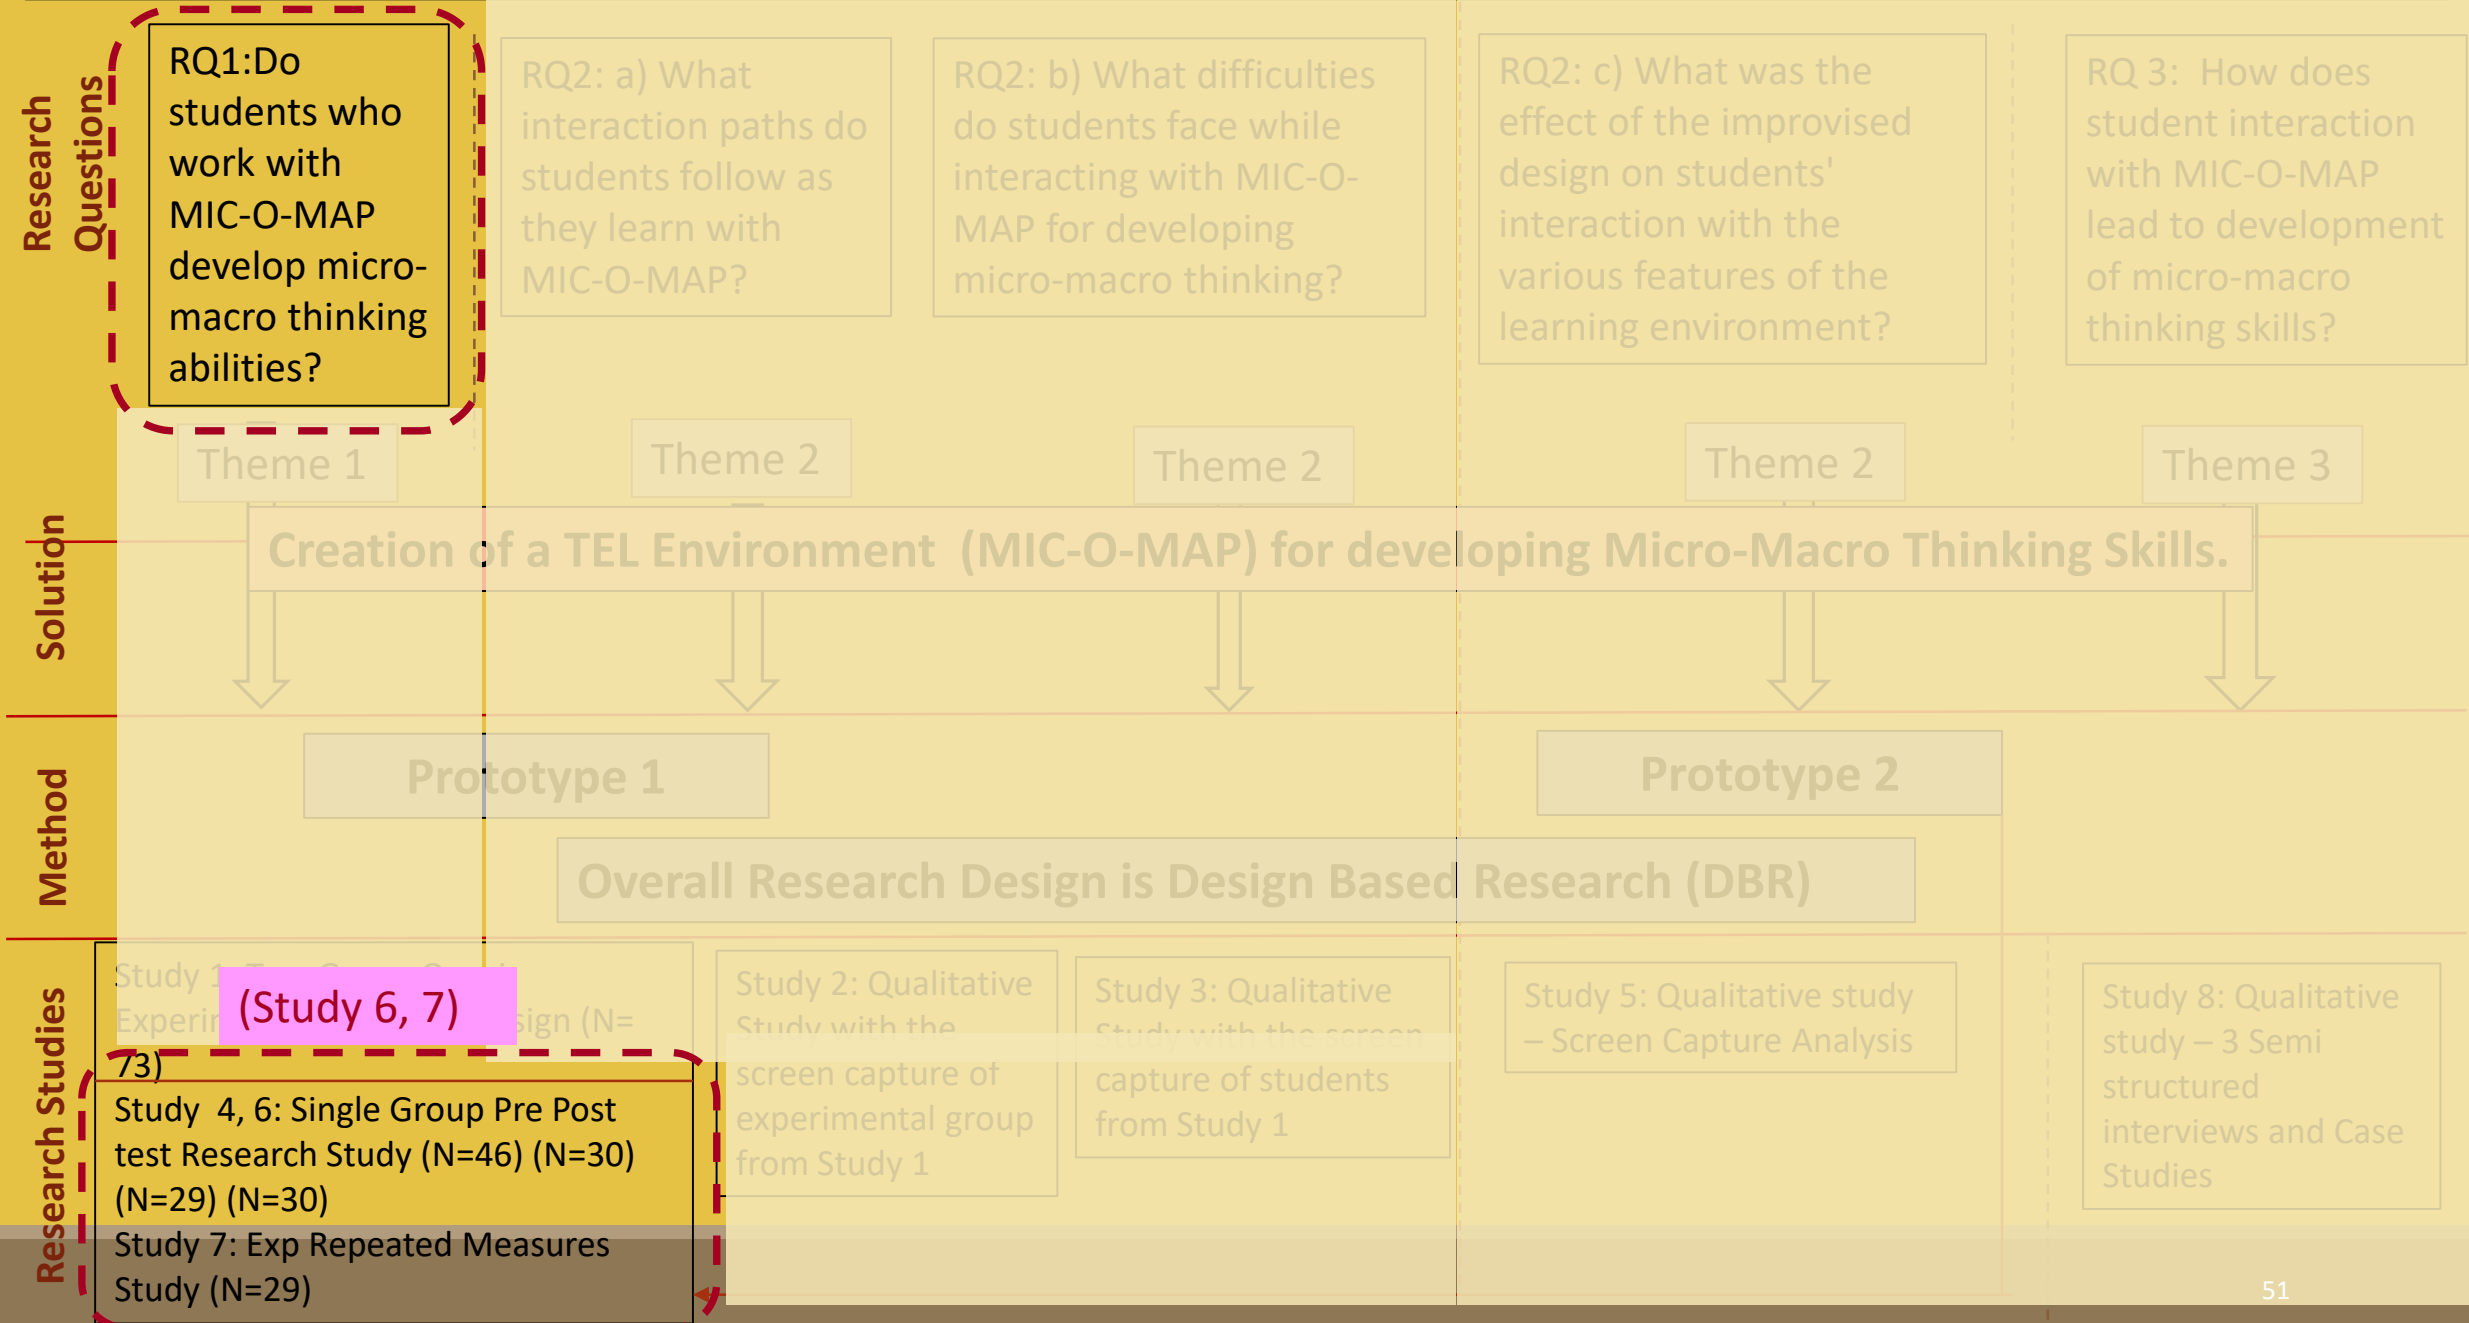 Research
Questions
RQ1:Do
students who
work with
MIC-O-MAP
develop micro-
macro thinking
abilities?
RQ2: a) What
interaction paths do
students follow as
they learn with
MIC-O-MAP?
RQ2: b) What difficulties
do students face while
interacting with MIC-O-
MAP for developing
micro-macro thinking?
RQ2: c) What was the
effect of the improvised
design on students'
interaction with the
various features of the
learning environment?
RQ 3: How does
student interaction
with MIC-O-MAP
lead to development
of micro-macro
thinking skills?
Theme 1
Theme 2
Theme 2
Theme 2
Theme 3
Solution
Creation of a TEL Environment (MIC-O-MAP) for developing Micro-Macro Thinking Skills.
Method
Prototype 1
Prototype 2
Overall Research Design is Design Based Research (DBR)
Research Studies
Study 1
(N=
73)
(Study 6, 7)
Study 4, 6: Single Group Pre Post
test Research Study (N=46) (N=30)
(N=29) (N=30)
Study 7: Exp Repeated Measures
Study (N=29)
Study 2: Qualitative
Study with the
screen capture of
experimental group
from Study 1
Study 3: Qualitative
Study with the screen
capture of students
from Study 1
Study 5: Qualitative study
– Screen Capture Analysis
Study 8: Qualitative
study – 3 Semi
structured
interviews and Case
Studies
51